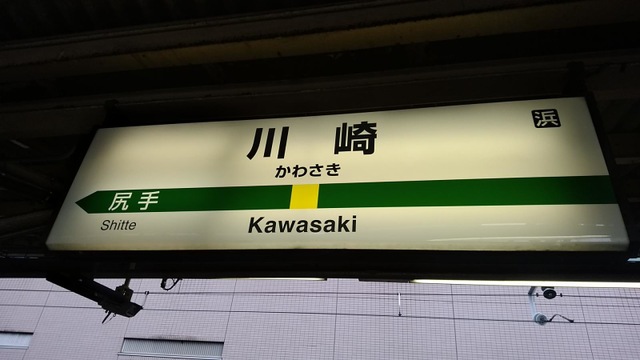 浜
川崎
かわさき
尻手
Shitte
Kawasaki